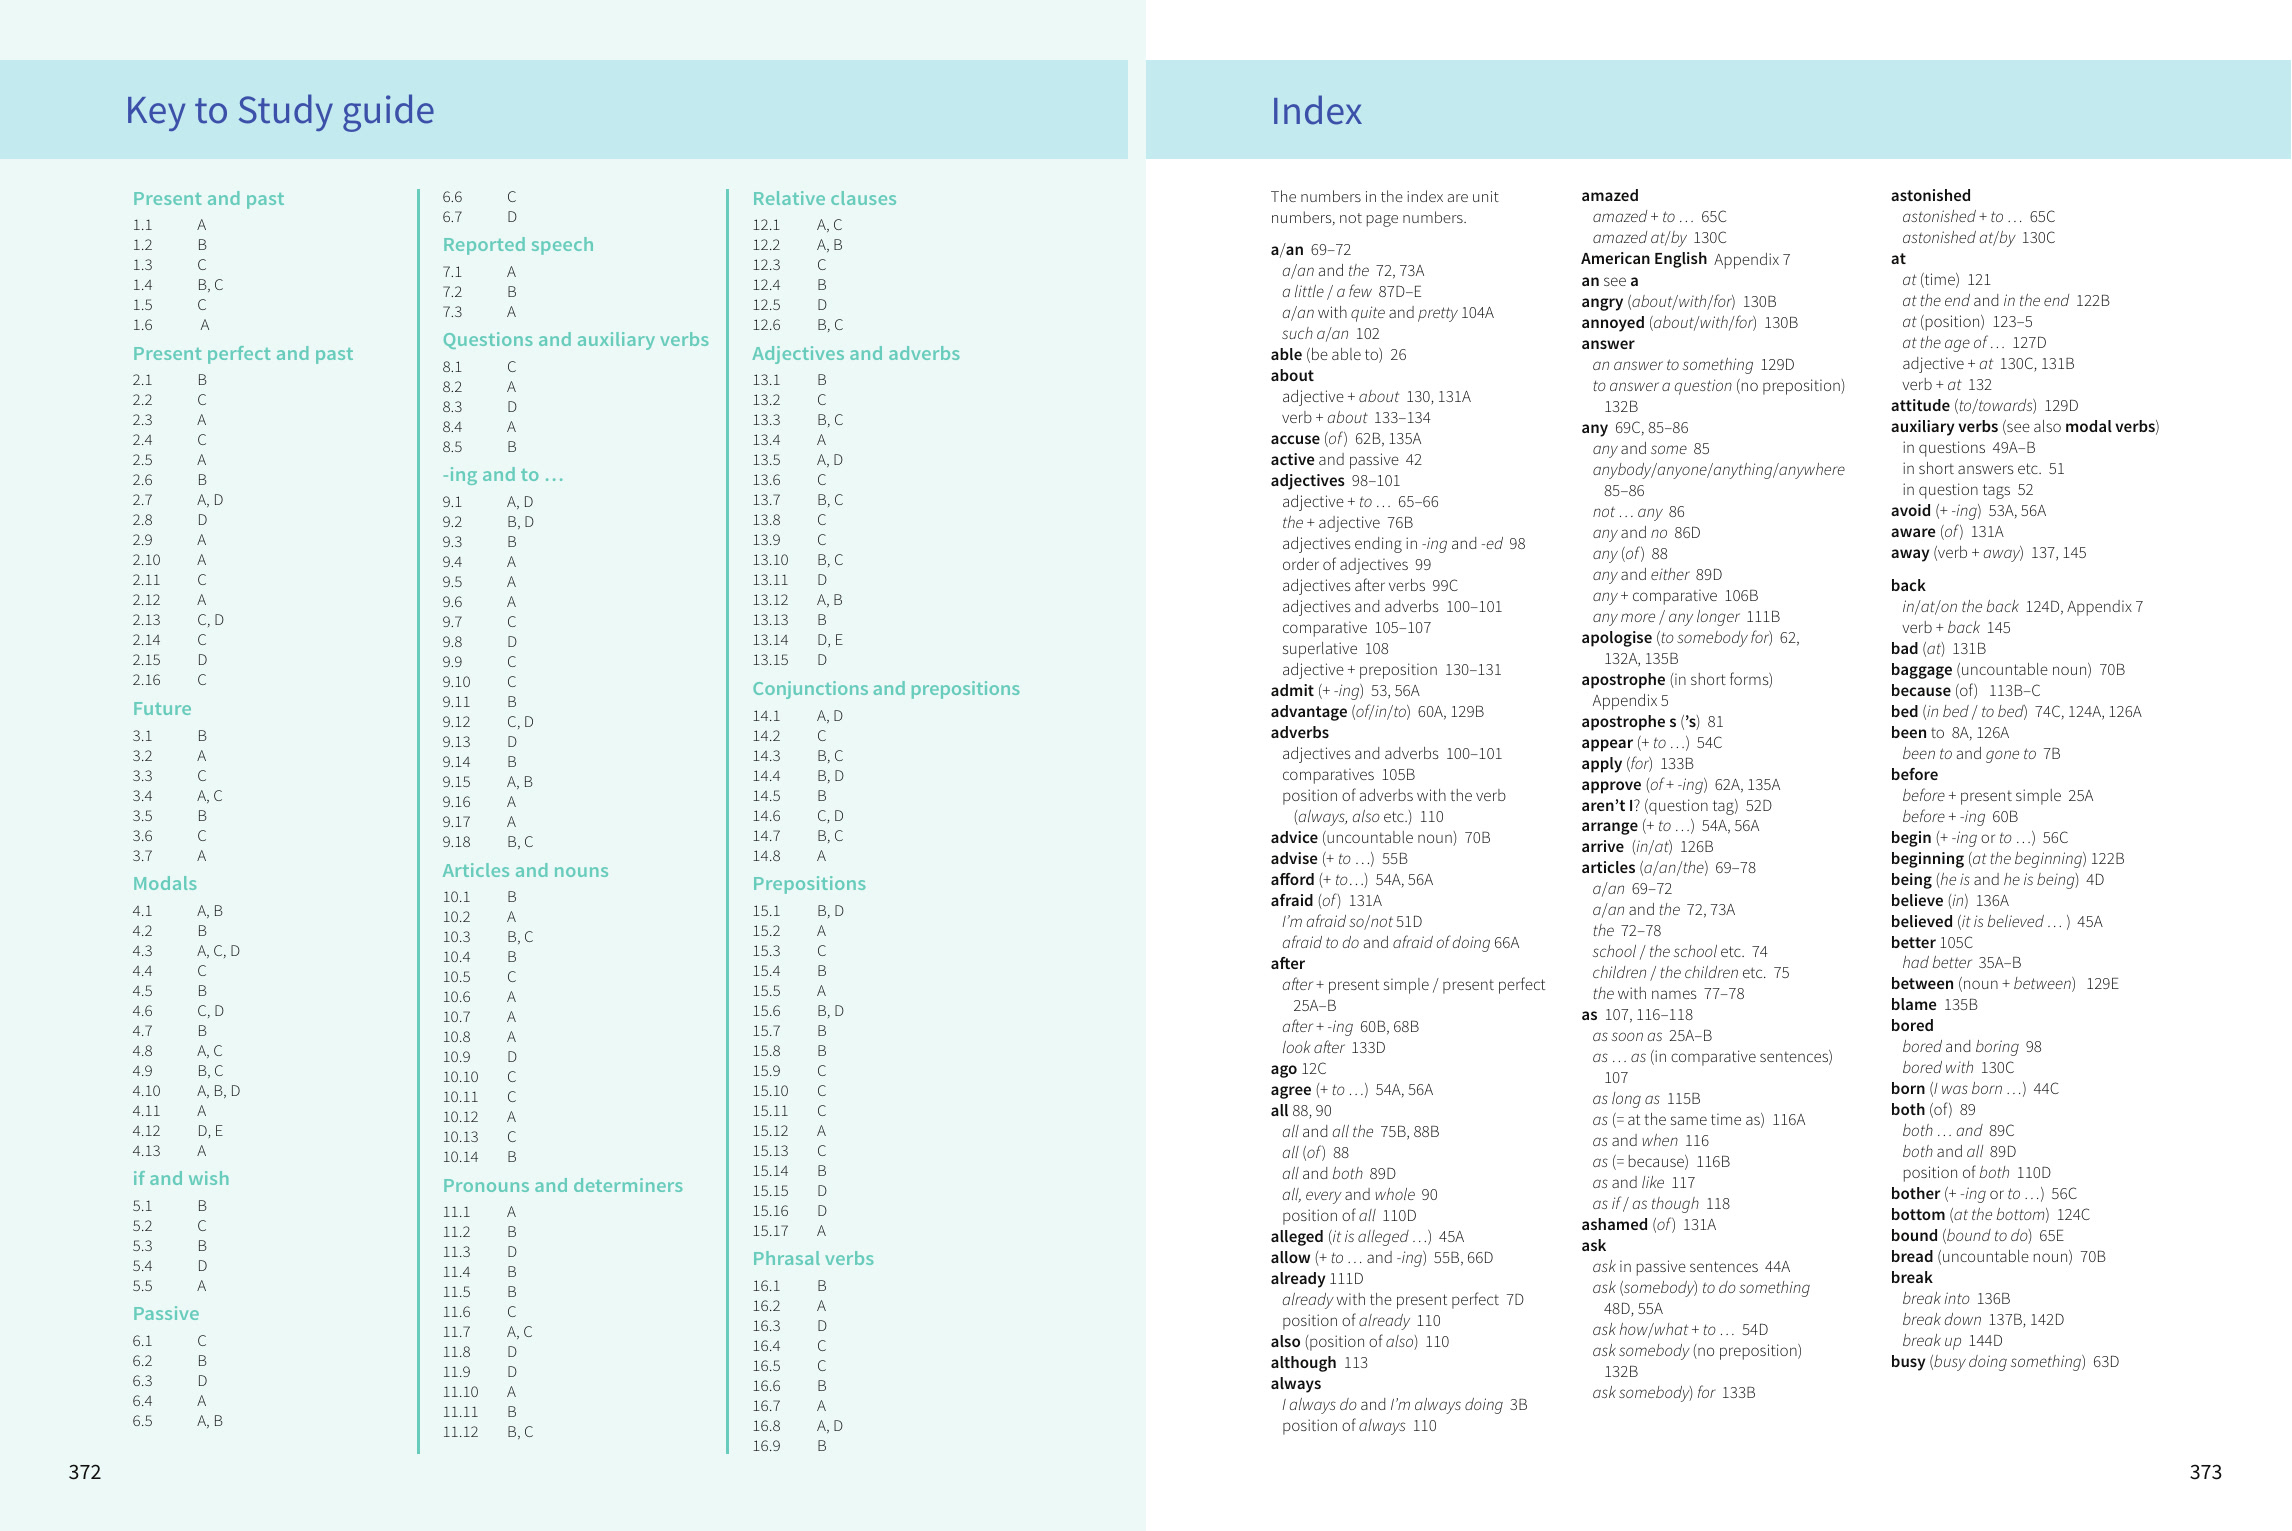 Key to Study guide
Present and past
1.1 A
1.2 B
1.3 C
1.4 B, C
1.5 C
1.6 A
Present perfect and past
2.1 B
2.2 C
2.3 A
2.4 C
2.5 A
2.6 B
2.7 A, D
2.8 D
2.9 A
2.10 A
2.11 C
2.12 A
2.13 C, D
2.14 C
2.15 D
2.16 C
Future
3.1 B
3.2 A
3.3 C
3.4 A, C
3.5 B
3.6 C
3.7 A
Modals
4.1 A, B
4.2 B
4.3 A, C, D
4.4 C
4.5 B
4.6 C, D
4.7 B
4.8 A, C
4.9 B, C
4.10 A, B, D
4.11 A
4.12 D, E
4.13 A
if and wish
5.1 B
5.2 C
5.3 B
5.4 D
5.5 A
Passive
6.1 C
6.2 B
6.3 D
6.4 A
6.5 A, B
6.6 C
6.7 D
Reported speech
7.1 A
7.2 B
7.3 A
Questions and auxiliary verbs
8.1 C
8.2 A
8.3 D
8.4 A
8.5 B
-ing and to …
9.1 A, D
9.2 B, D
9.3 B
9.4 A
9.5 A
9.6 A
9.7 C
9.8 D
9.9 C
9.10 C
9.11 B
9.12 C, D
9.13 D
9.14 B
9.15 A, B
9.16 A
9.17 A
9.18 B, C
Articles and nouns
10.1 B
10.2 A
10.3 B, C
10.4 B
10.5 C
10.6 A
10.7 A
10.8 A
10.9 D
10.10 C
10.11 C
10.12 A
10.13 C
10.14 B
Pronouns and determiners
11.1 A
11.2 B
11.3 D
11.4 B
11.5 B
11.6 C
11.7 A, C
11.8 D
11.9 D
11.10 A
11.11 B
11.12 B, C
Relative clauses
12.1 A, C
12.2 A, B
12.3 C
12.4 B
12.5 D
12.6 B, C
Adjectives and adverbs
13.1 B
13.2 C
13.3 B, C
13.4 A
13.5 A, D
13.6 C
13.7 B, C
13.8 C
13.9 C
13.10 B, C
13.11 D
13.12 A, B
13.13 B
13.14 D, E
13.15 D
Conjunctions and prepositions
14.1 A, D
14.2 C
14.3 B, C
14.4 B, D
14.5 B
14.6 C, D
14.7 B, C
14.8 A
Prepositions
15.1 B, D
15.2 A
15.3 C
15.4 B
15.5 A
15.6 B, D
15.7 B
15.8 B
15.9 C
15.10 C
15.11 C
15.12 A
15.13 C
15.14 B
15.15 D
15.16 D
15.17 A
Phrasal verbs
16.1 B
16.2 A
16.3 D
16.4 C
16.5 C
16.6 B
16.7 A
16.8 A, D
16.9 B
372
Index
The numbers in the index are unit
numbers, not page numbers.
a/an 69–72
a/an and the 72, 73A
a little / a few 87D–E
a/an with quite and pretty 104A
such a/an 102
able (be able to) 26
about
adjective + about 130, 131A
verb + about 133–134
accuse (of) 62B, 135A
active and passive 42
adjectives 98–101
adjective + to … 65–66
the + adjective 76B
adjectives ending in -ing and -ed 98
order of adjectives 99
adjectives after verbs 99C
adjectives and adverbs 100–101
comparative 105–107
superlative 108
adjective + preposition 130–131
admit (+ -ing) 53, 56A
advantage (of/in/to) 60A, 129B
adverbs
adjectives and adverbs 100–101
comparatives 105B
position of adverbs with the verb
(always, also etc.) 110
advice (uncountable noun) 70B
advise (+ to …) 55B
afford (+ to…) 54A, 56A
afraid (of) 131A
I'm afraid so/not 51D
afraid to do and afraid of doing 66A
after
after + present simple / present perfect
25A–B
after + -ing 60B, 68B
look after 133D
ago 12C
agree (+ to …) 54A, 56A
all 88, 90
all and all the 75B, 88B
all (of) 88
all and both 89D
all, every and whole 90
position of all 110D
alleged (it is alleged …) 45A
allow (+ to … and -ing) 55B, 66D
already 111D
already with the present perfect 7D
position of already 110
also (position of also) 110
although 113
always
I always do and I'm always doing 3B
position of always 110
amazed
amazed + to … 65C
amazed at/by 130C
American English Appendix 7
an see a
angry (about/with/for) 130B
annoyed (about/with/for) 130B
answer
an answer to something 129D
to answer a question (no preposition)
132B
any 69C, 85–86
any and some 85
anybody/anyone/anything/anywhere
85–86
not … any 86
any and no 86D
any (of) 88
any and either 89D
any + comparative 106B
any more / any longer 111B
apologise (to somebody for) 62,
132A, 135B
apostrophe (in short forms)
Appendix 5
apostrophe s (’s) 81
appear (+ to …) 54C
apply (for) 133B
approve (of + -ing) 62A, 135A
aren’t I? (question tag) 52D
arrange (+ to …) 54A, 56A
arrive (in/at) 126B
articles (a/an/the) 69–78
a/an 69–72
a/an and the 72, 73A
the 72–78
school / the school etc. 74
children / the children etc. 75
the with names 77–78
as 107, 116–118
as soon as 25A–B
as … as (in comparative sentences)
107
as long as 115B
as (= at the same time as) 116A
as and when 116
as (= because) 116B
as and like 117
as if / as though 118
ashamed (of) 131A
ask
ask in passive sentences 44A
ask (somebody) to do something
48D, 55A
ask how/what + to … 54D
ask somebody (no preposition)
132B
ask somebody) for 133B
astonished
astonished + to … 65C
astonished at/by 130C
at
at (time) 121
at the end and in the end 122B
at (position) 123–5
at the age of … 127D
adjective + at 130C, 131B
verb + at 132
attitude (to/towards) 129D
auxiliary verbs (see also modal verbs)
in questions 49A–B
in short answers etc. 51
in question tags 52
avoid (+ -ing) 53A, 56A
aware (of) 131A
away (verb + away) 137, 145
back
in/at/on the back 124D, Appendix 7
verb + back 145
bad (at) 131B
baggage (uncountable noun) 70B
because (of) 113B–C
bed (in bed / to bed) 74C, 124A, 126A
been to 8A, 126A
been to and gone to 7B
before
before + present simple 25A
before + -ing 60B
begin (+ -ing or to …) 56C
beginning (at the beginning) 122B
being (he is and he is being) 4D
believe (in) 136A
believed (it is believed … ) 45A
better 105C
had better 35A–B
between (noun + between) 129E
blame 135B
bored
bored and boring 98
bored with 130C
born (I was born …) 44C
both (of) 89
both … and 89C
both and all 89D
position of both 110D
bother (+ -ing or to …) 56C
bottom (at the bottom) 124C
bound (bound to do) 65E
bread (uncountable noun) 70B
break
break into 136B
break down 137B, 142D
break up 144D
busy (busy doing something) 63D
373